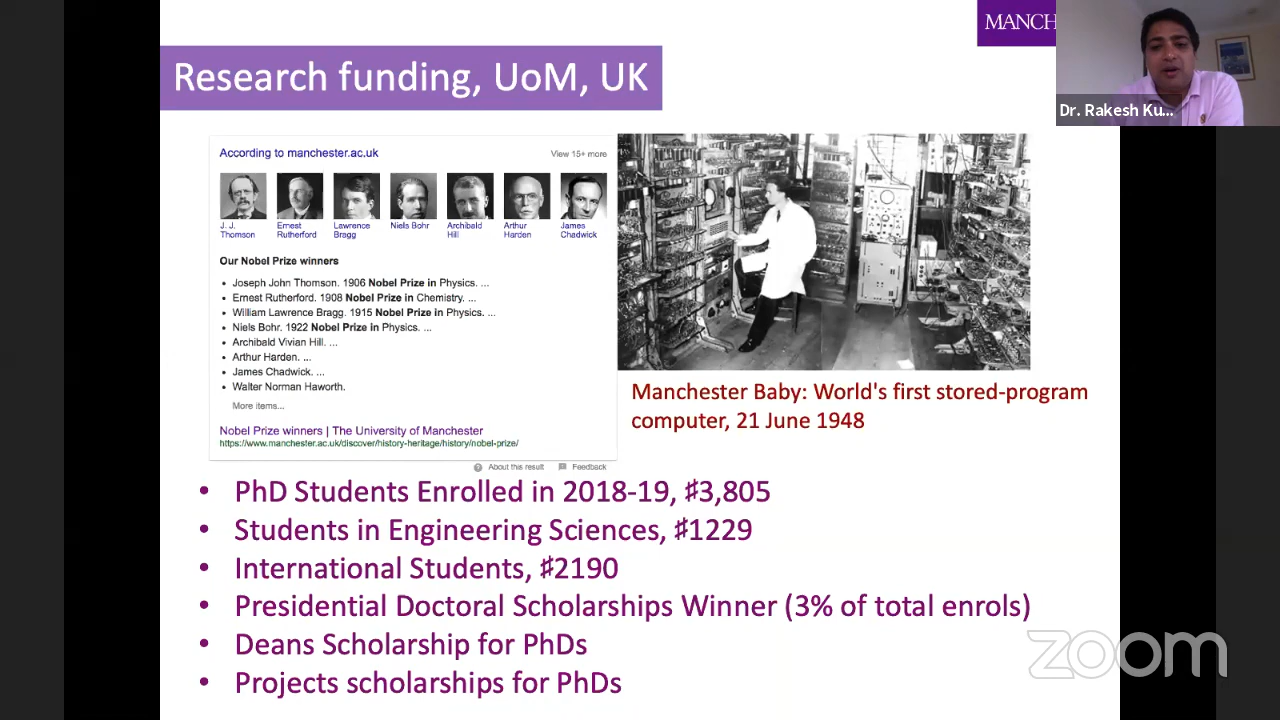 MANCH
Research funding, UoM, UK
Dr. Rakesh Ku...
According to manchester.ac.uk
View 15+ more
J. J. Thomson
Ernest Rutherford
Lawrence Bragg
Niels Bohr
Archibald Hill
Arthur Harden
James Chadwick
Our Nobel Prize winners
• Joseph John Thomson. 1906 Nobel Prize in Physics. ...
• Ernest Rutherford. 1908 Nobel Prize in Chemistry. ...
• William Lawrence Bragg. 1915 Nobel Prize in Physics. ...
• Niels Bohr. 1922 Nobel Prize in Physics. ...
• Archibald Vivian Hill. ...
• Arthur Harden. ...
• James Chadwick. ...
• Walter Norman Haworth.
More items...
Nobel Prize winners | The University of Manchester
https://www.manchester.ac.uk/discover/history-heritage/history/nobel-prize/
About this result
Feedback
Manchester Baby: World's first stored-program
computer, 21 June 1948
• PhD Students Enrolled in 2018-19, ♯3,805
• Students in Engineering Sciences, ♯1229
• International Students, ♯2190
• Presidential Doctoral Scholarships Winner (3% of total enrols)
• Deans Scholarship for PhDs
• Projects scholarships for PhDs
zoom